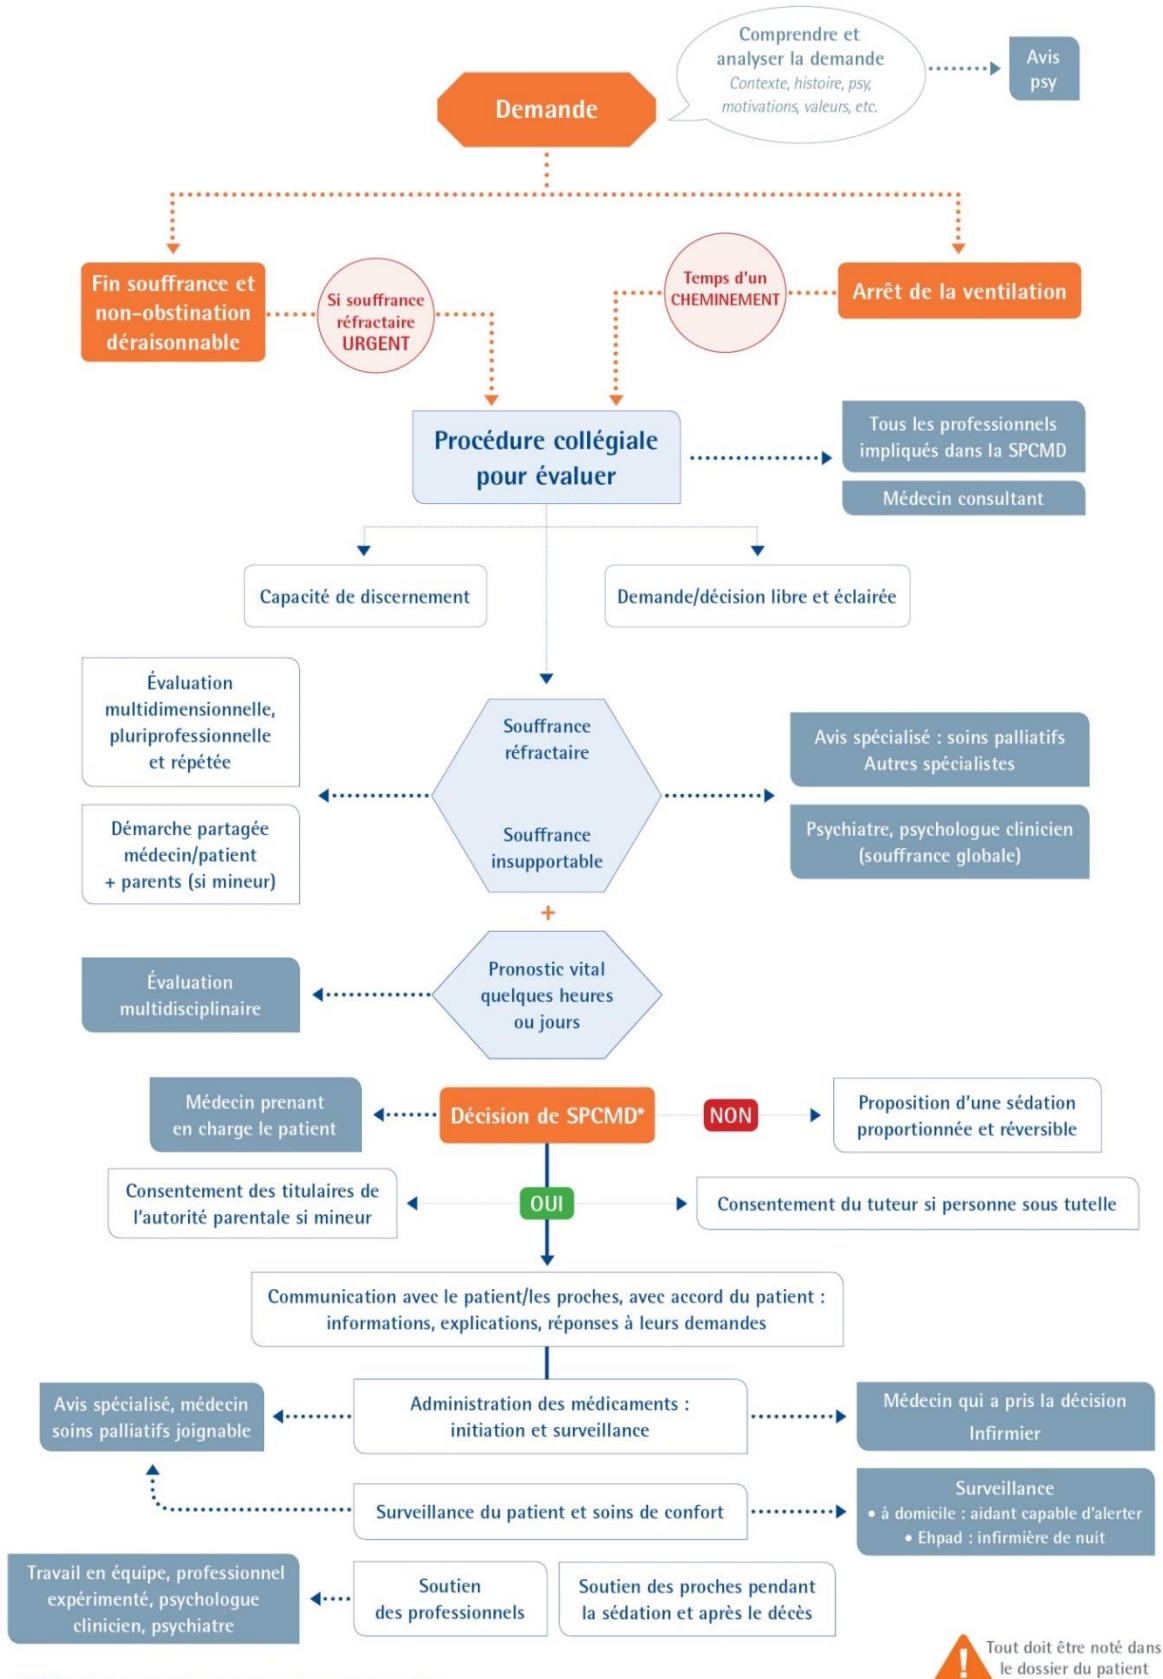 Comprendre et
analyser la demande
Contexte, histoire, psy,
motivations, valeurs, etc.
Avis
psy
Demande
Fin souffrance et
non-obstination
déraisonnable
Si souffrance
réfractaire
URGENT
Temps d'un
CHEMINEMENT
Arrêt de la ventilation
Procédure collégiale
pour évaluer
Tous les professionnels
impliqués dans la SPCMD
Médecin consultant
Capacité de discernement
Demande/décision libre et éclairée
Évaluation
multidimensionnelle,
pluriprofessionnelle
et répétée
Démarche partagée
médecin/patient
+ parents (si mineur)
Souffrance
réfractaire
Souffrance
insupportable
Avis spécialisé : soins palliatifs
Autres spécialistes
Psychiatre, psychologue clinicien
(souffrance globale)
+
Évaluation
multidisciplinaire
Pronostic vital
quelques heures
ou jours
Médecin prenant
en charge le patient
Décision de SPCMD*
NON
Proposition d'une sédation
proportionnée et réversible
Consentement des titulaires de
l'autorité parentale si mineur
OUI
Consentement du tuteur si personne sous tutelle
Communication avec le patient/les proches, avec accord du patient :
informations, explications, réponses à leurs demandes
Avis spécialisé, médecin
soins palliatifs joignable
Administration des médicaments :
initiation et surveillance
Médecin qui a pris la décision
Infirmier
Surveillance du patient et soins de confort
Surveillance
• à domicile : aidant capable d'alerter
• Ehpad : infirmière de nuit
Travail en équipe, professionnel
expérimenté, psychologue
clinicien, psychiatre
Soutien
des professionnels
Soutien des proches pendant
la sédation et après le décès
! Tout doit être noté dans
le dossier du patient